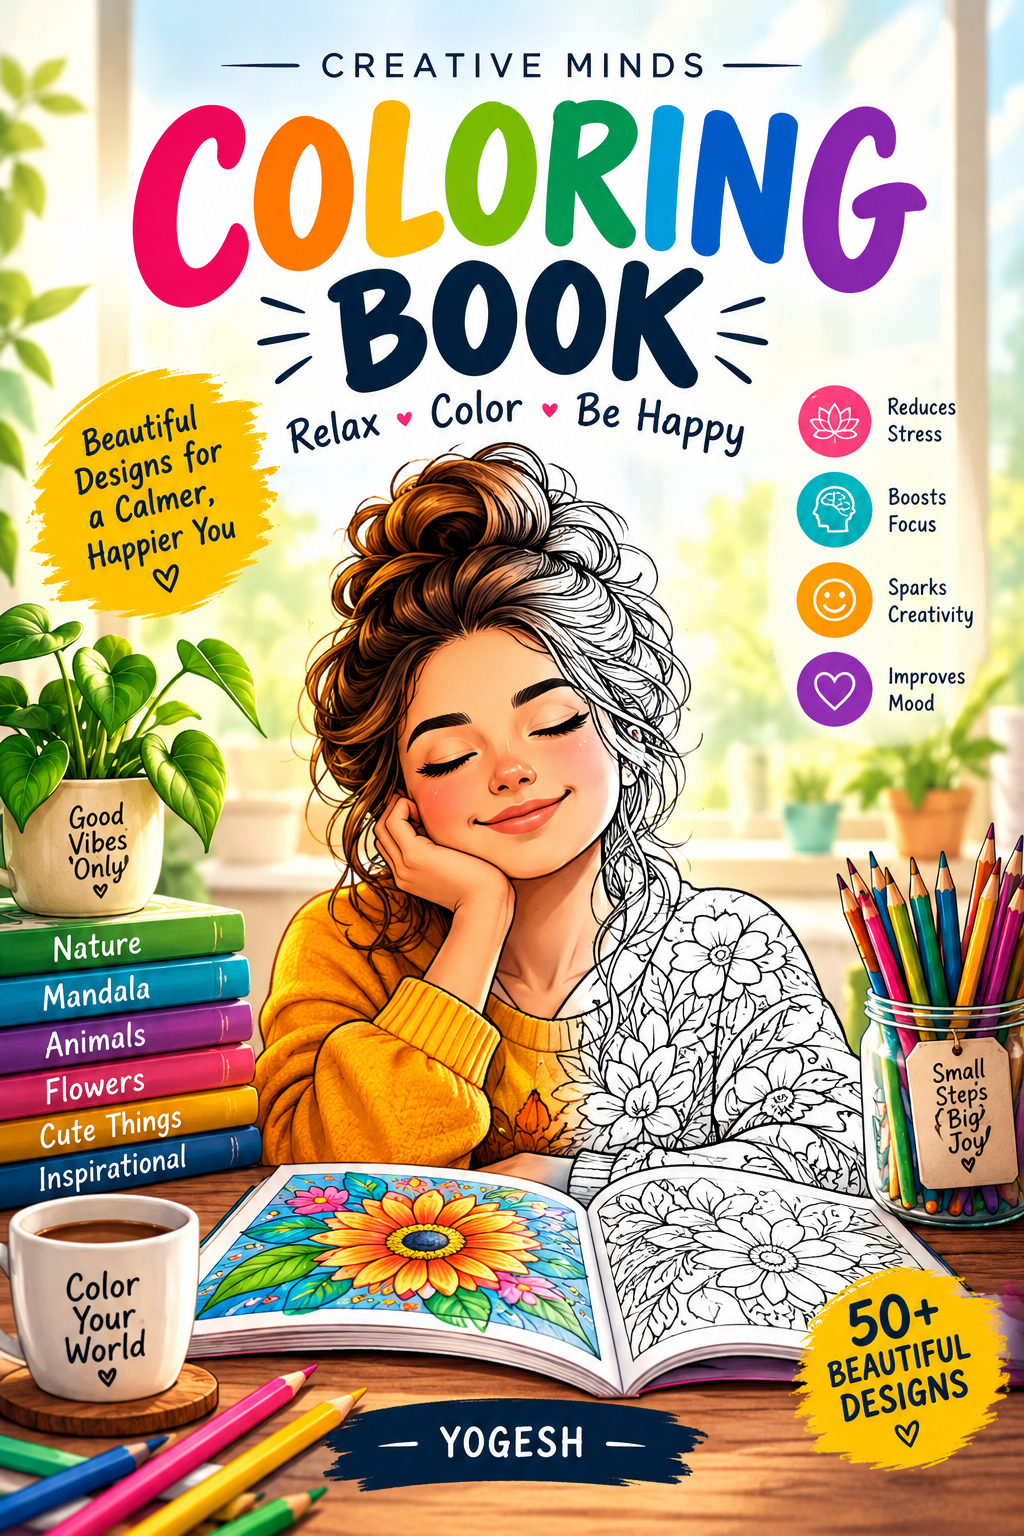 CREATIVE MINDS
COLORING
BOOK
Relax ♥ Color ♥ Be Happy
Beautiful
Designs for
a Calmer,
Happier You
Reduces
Stress
Boosts
Focus
Sparks
Creativity
Improves
Mood
Good
Vibes
Only
Nature
Mandala
Animals
Flowers
Cute Things
Inspirational
Small
Steps
{Big}
Joy
Color
Your
World
50+
BEAUTIFUL
DESIGNS
— YOGESH —